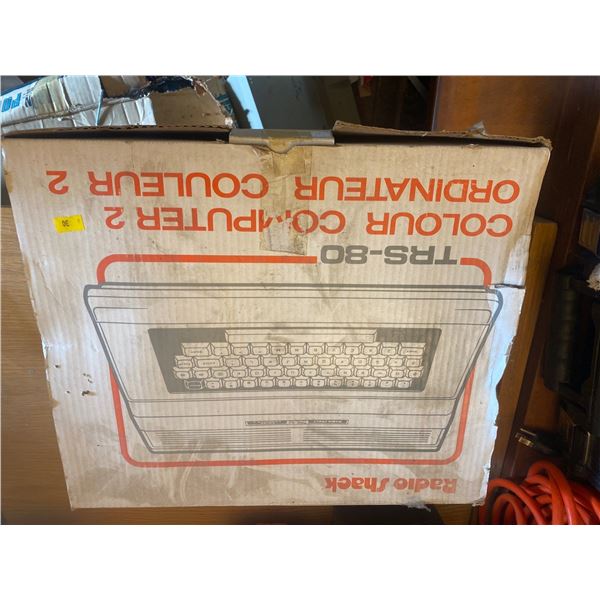 Radio Shack
TRS-80
COLOUR COMPUTER 2
ORDINATEUR COULEUR 2